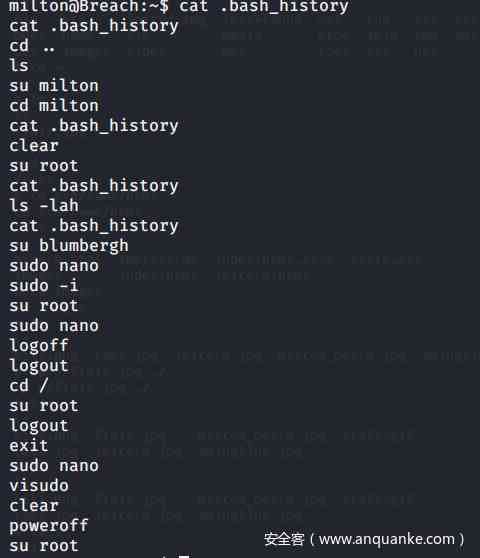 milton@Breach:~$ cat .bash_history
cat .bash_history
cd ..
ls
su milton
cd milton
cat .bash_history
clear
su root
cat .bash_history
ls -lah
cat .bash_history
su blumbergh
sudo nano
sudo -i
su root
sudo nano
logoff
logout
cd /
su root
logout
exit
sudo nano
visudo
clear
poweroff
su root
安全客（www.anquanke.com）